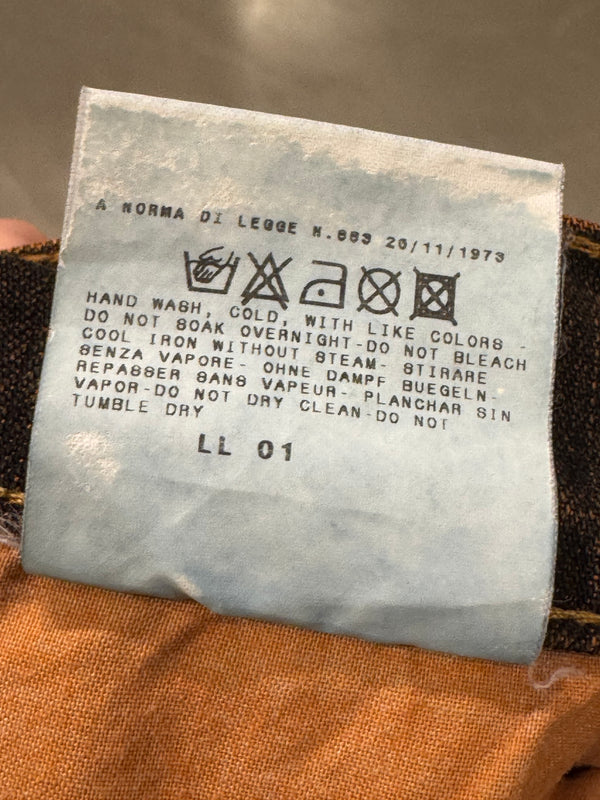 A NORMA DI LEGGE N.883 26/11/1973
HAND WASH, COLD, WITH LIKE COLORS -
DO NOT SOAK OVERNIGHT-DO NOT BLEACH
COOL IRON WITHOUT STEAM- STIRARE
SENZA VAPORE- OHNE DAMPF BUEGELN-
REPASSER SANS VAPEUR- PLANCHAR SIN
VAPOR-DO NOT DRY CLEAN-DO NOT
TUMBLE DRY
LL 01